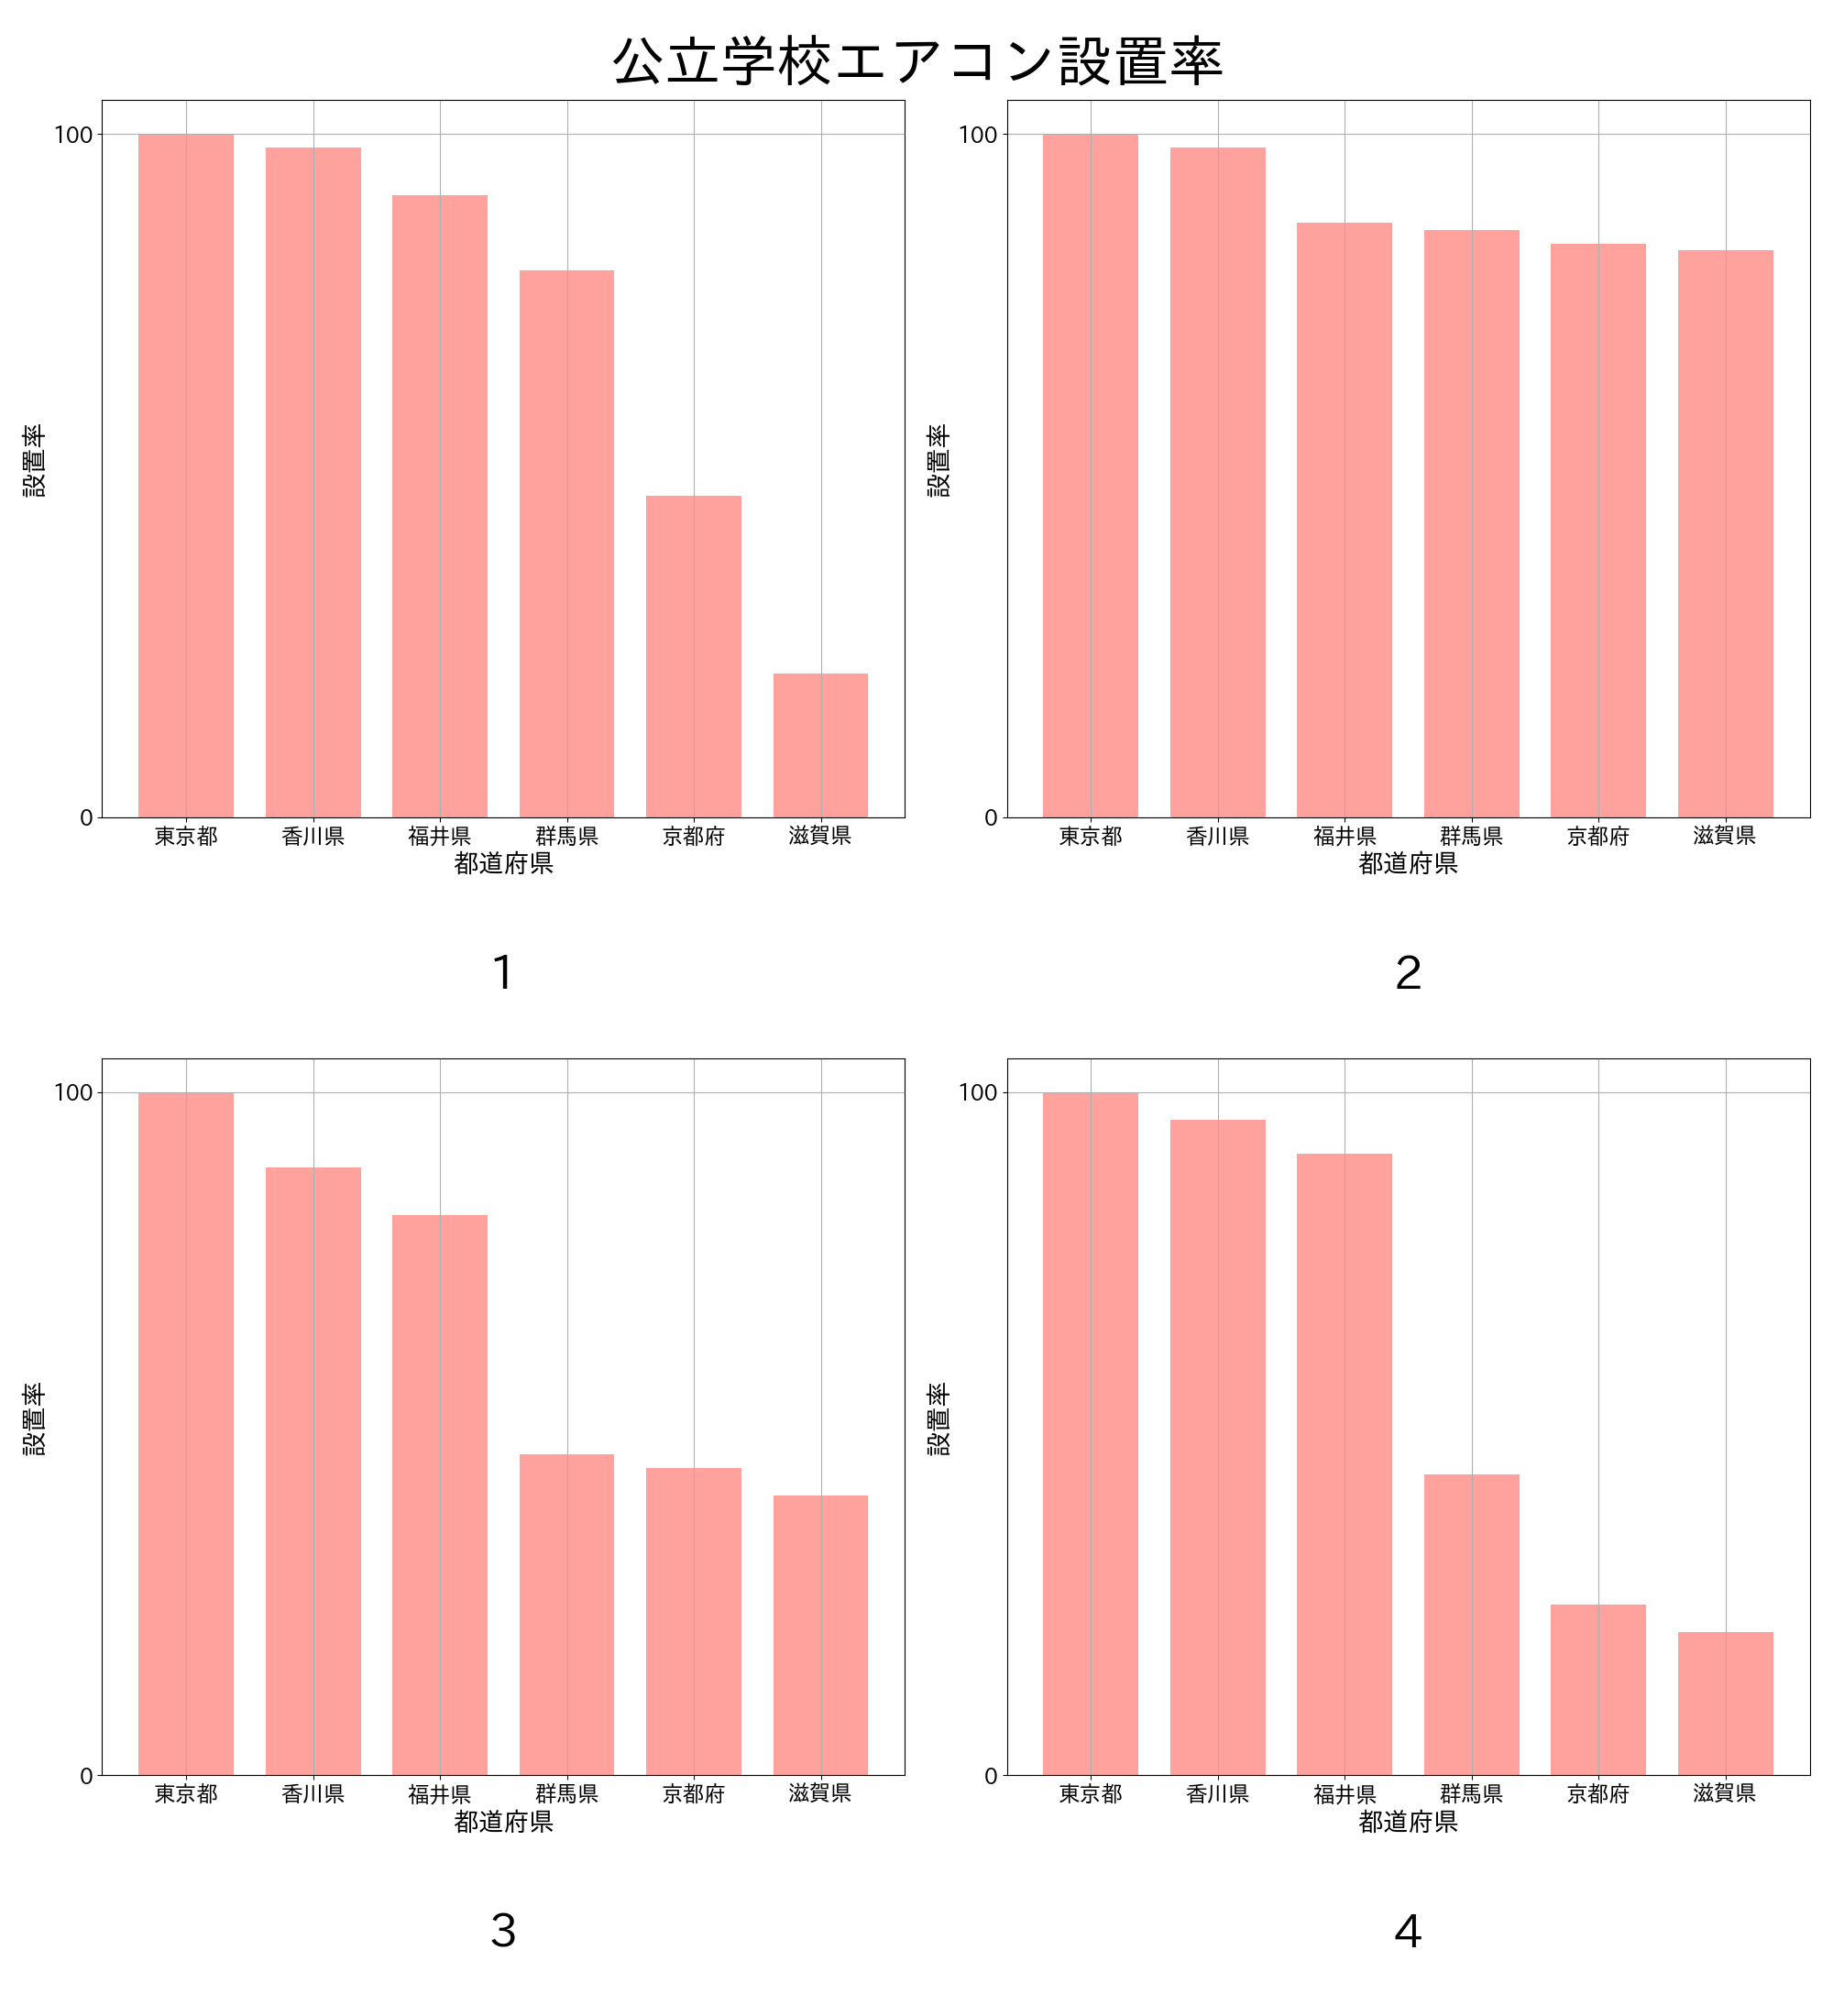 公立学校エアコン設置率
100
設置率
0
東京都 香川県 福井県 群馬県 京都府 滋賀県
都道府県
1
100
設置率
0
東京都 香川県 福井県 群馬県 京都府 滋賀県
都道府県
2
100
設置率
0
東京都 香川県 福井県 群馬県 京都府 滋賀県
都道府県
3
100
設置率
0
東京都 香川県 福井県 群馬県 京都府 滋賀県
都道府県
4